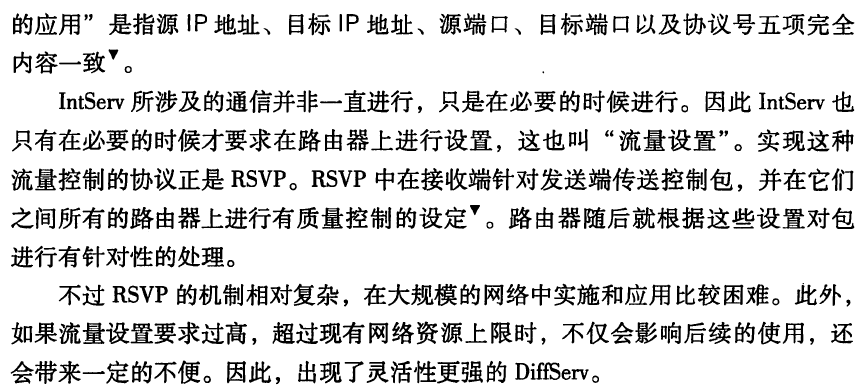 的应用”是指源 IP 地址、目标 IP 地址、源端口、目标端口以及协议号五项完全
内容一致▼。
IntServ 所涉及的通信并非一直进行，只是在必要的时候进行。因此 IntServ 也
只有在必要的时候才要求在路由器上进行设置，这也叫“流量设置”。实现这种
流量控制的协议正是 RSVP。RSVP 中在接收端针对发送端传送控制包，并在它们
之间所有的路由器上进行有质量控制的设定▼。路由器随后就根据这些设置对包
进行有针对性的处理。
不过 RSVP 的机制相对复杂，在大规模的网络中实施和应用比较困难。此外，
如果流量设置要求过高，超过现有网络资源上限时，不仅会影响后续的使用，还
会带来一定的不便。因此，出现了灵活性更强的 DiffServ。